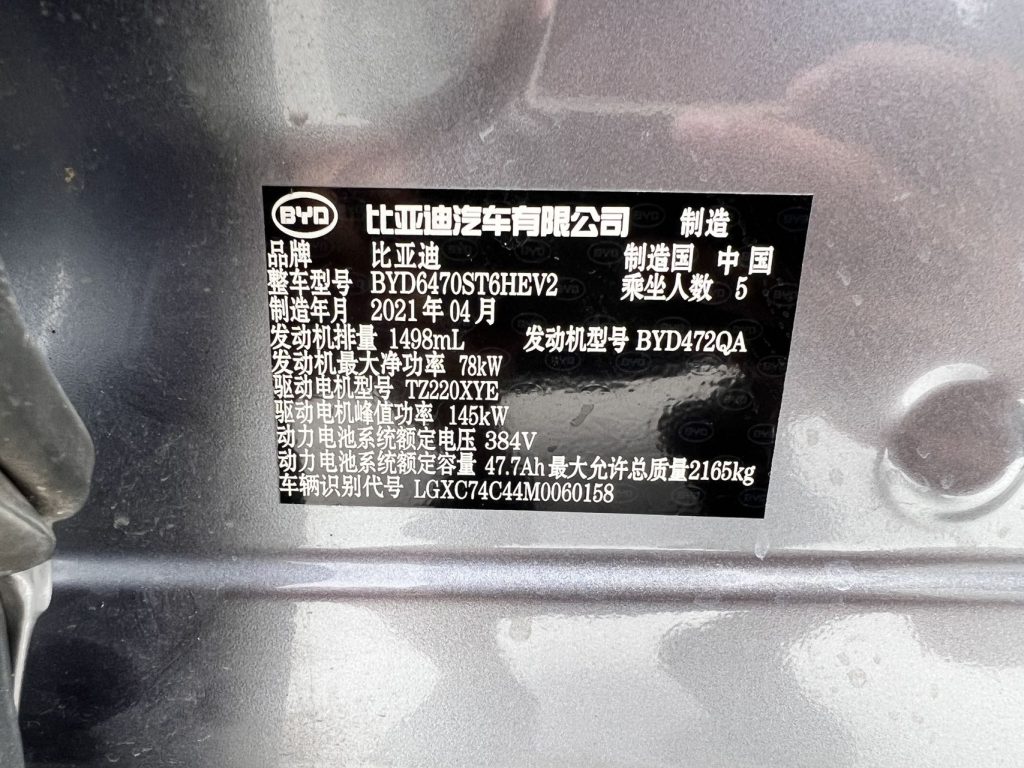 BYD 比亚迪汽车有限公司 制造
品牌 比亚迪 制造国 中国
整车型号 BYD6470ST6HEV2 乘坐人数 5
制造年月 2021年04月
发动机排量 1498mL 发动机型号 BYD472QA
发动机最大净功率 78kW
驱动电机型号 TZ220XYE
驱动电机峰值功率 145kW
动力电池系统额定电压 384V
动力电池系统额定容量 47.7Ah 最大允许总质量2165kg
车辆识别代号 LGXC74C44M0060158